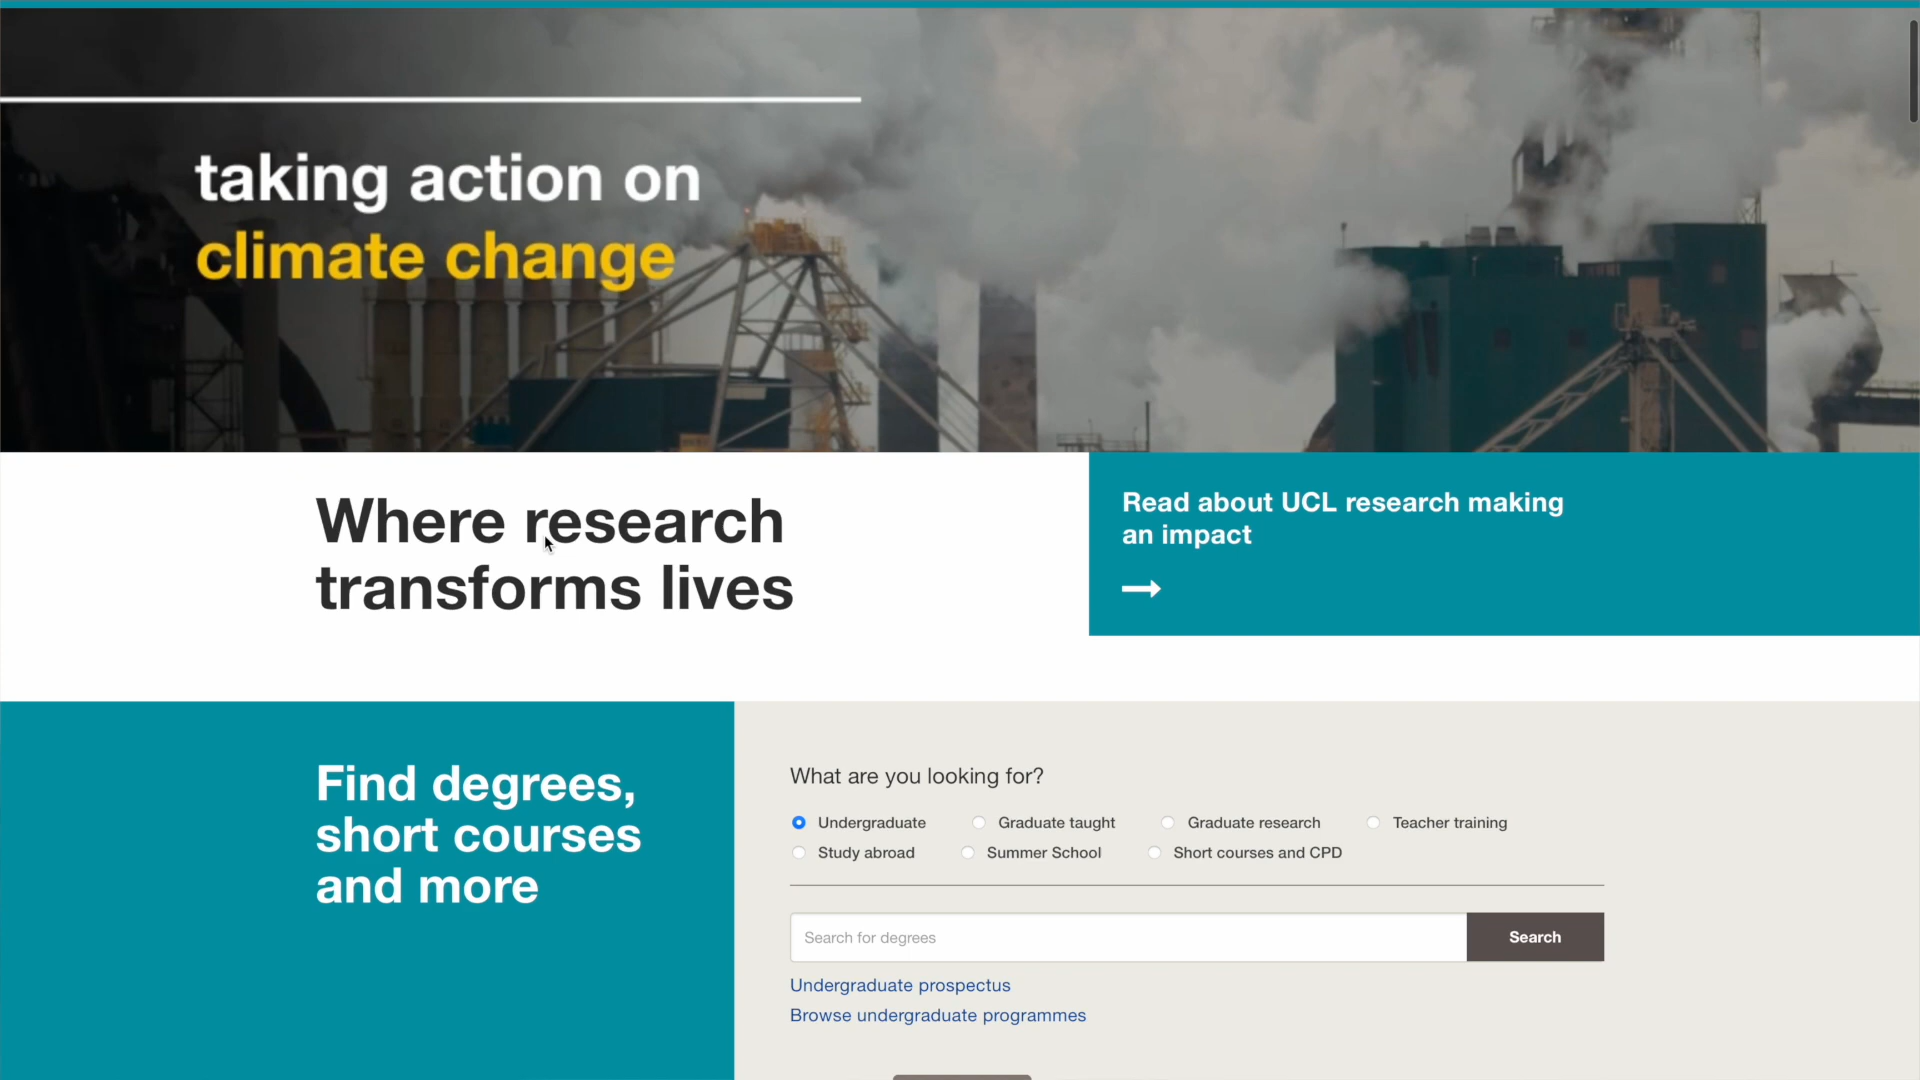 taking action on
climate change
Where research
transforms lives
Read about UCL research making
an impact
Find degrees,
short courses
and more
What are you looking for?
Undergraduate Graduate taught Graduate research Teacher training
Study abroad Summer School Short courses and CPD
Search for degrees Search
Undergraduate prospectus
Browse undergraduate programmes